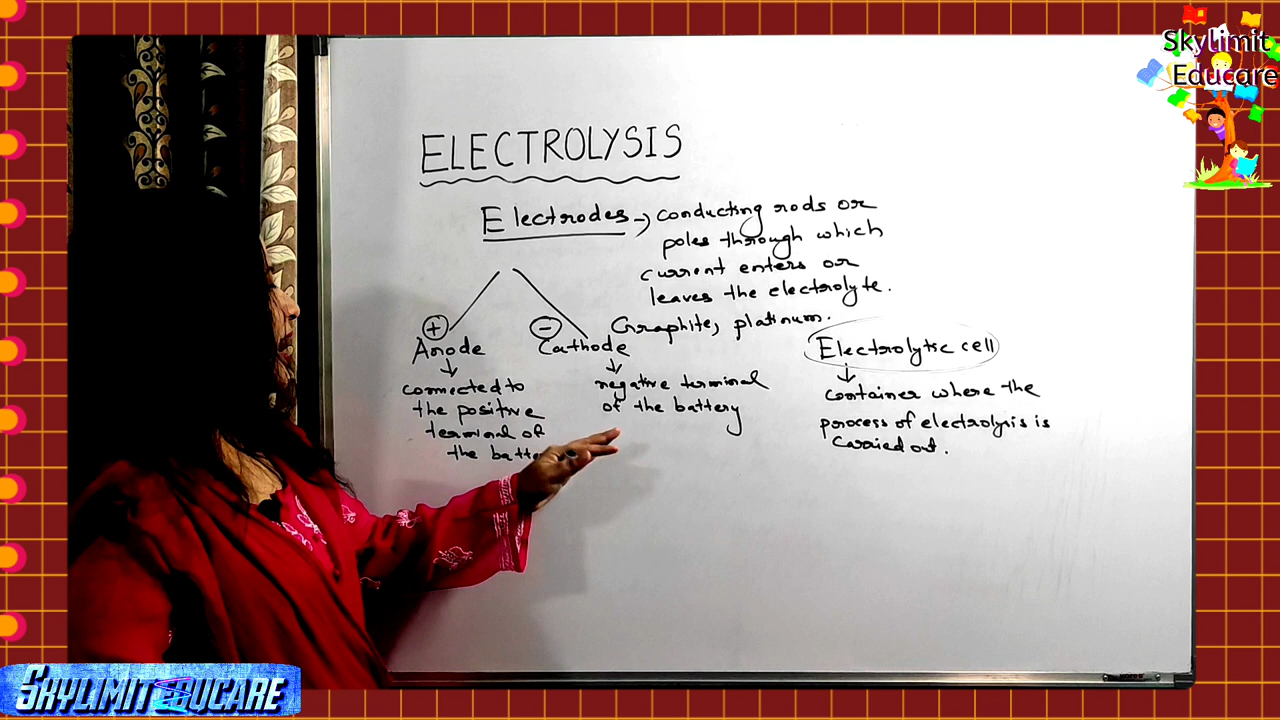 Skylimit
Educare
ELECTROLYSIS
Electrodes → conducting rods or
poles through which
current enters or
leaves the electrolyte.
Graphite, platinum.
+
Anode
connected to
the positive
terminal of
the batte
-
Cathode
negative terminal
of the battery
Electrolytic cell
container where the
process of electrolysis is
carried out.
SKYLIMIT EDUCARE